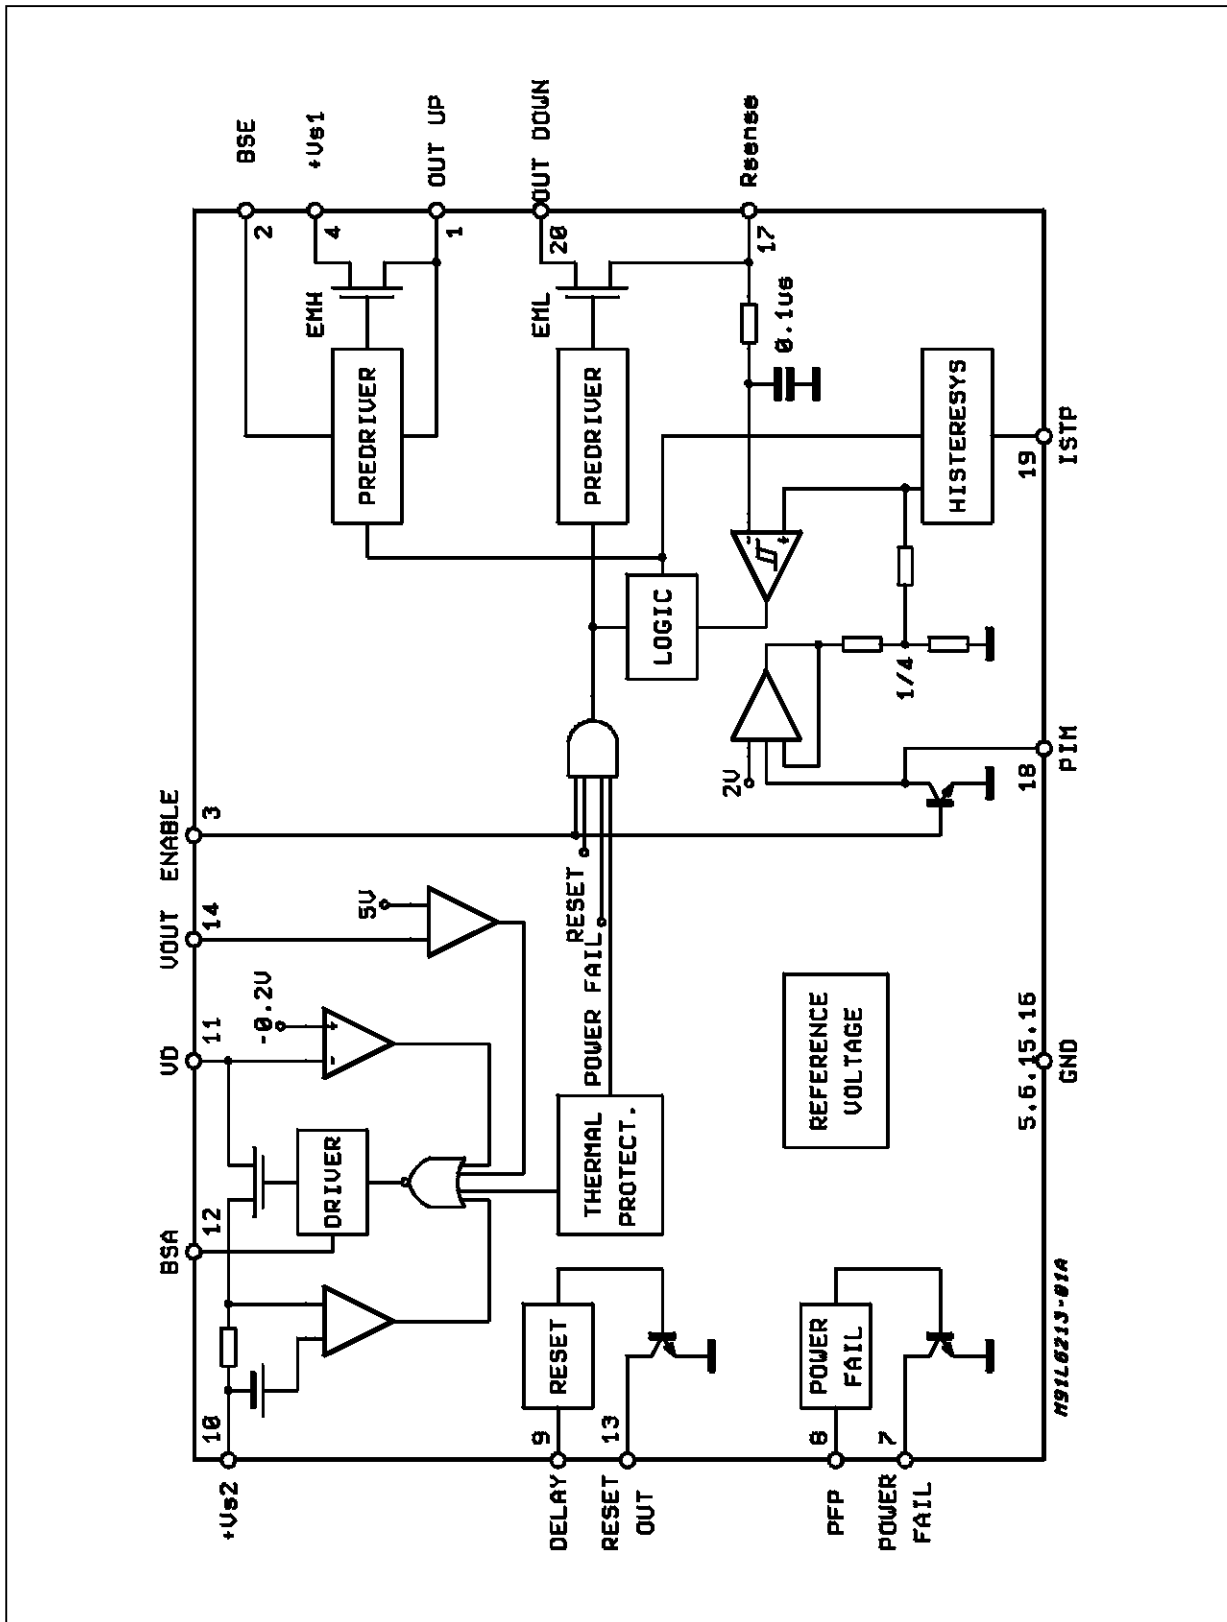 BSE
+Vs1
OUT UP
OUT DOWN
Rsense
2
4
1
20
17
EMH
EML
0.1us
PREDRIVER
PREDRIVER
HISTERESYS
19
ISTP
-
+
LOGIC
1/4
2V
18
PIM
ENABLE
3
VOUT
14
5V
RESET
POWER FAIL
-0.2V
+
-
VD
11
DRIVER
THERMAL
PROTECT.
REFERENCE
VOLTAGE
5.6.15.16
GND
BSA
12
RESET
POWER
FAIL
M91L6213-01A
10
9
13
8
7
+Vs2
DELAY
RESET
OUT
PFP
POWER
FAIL